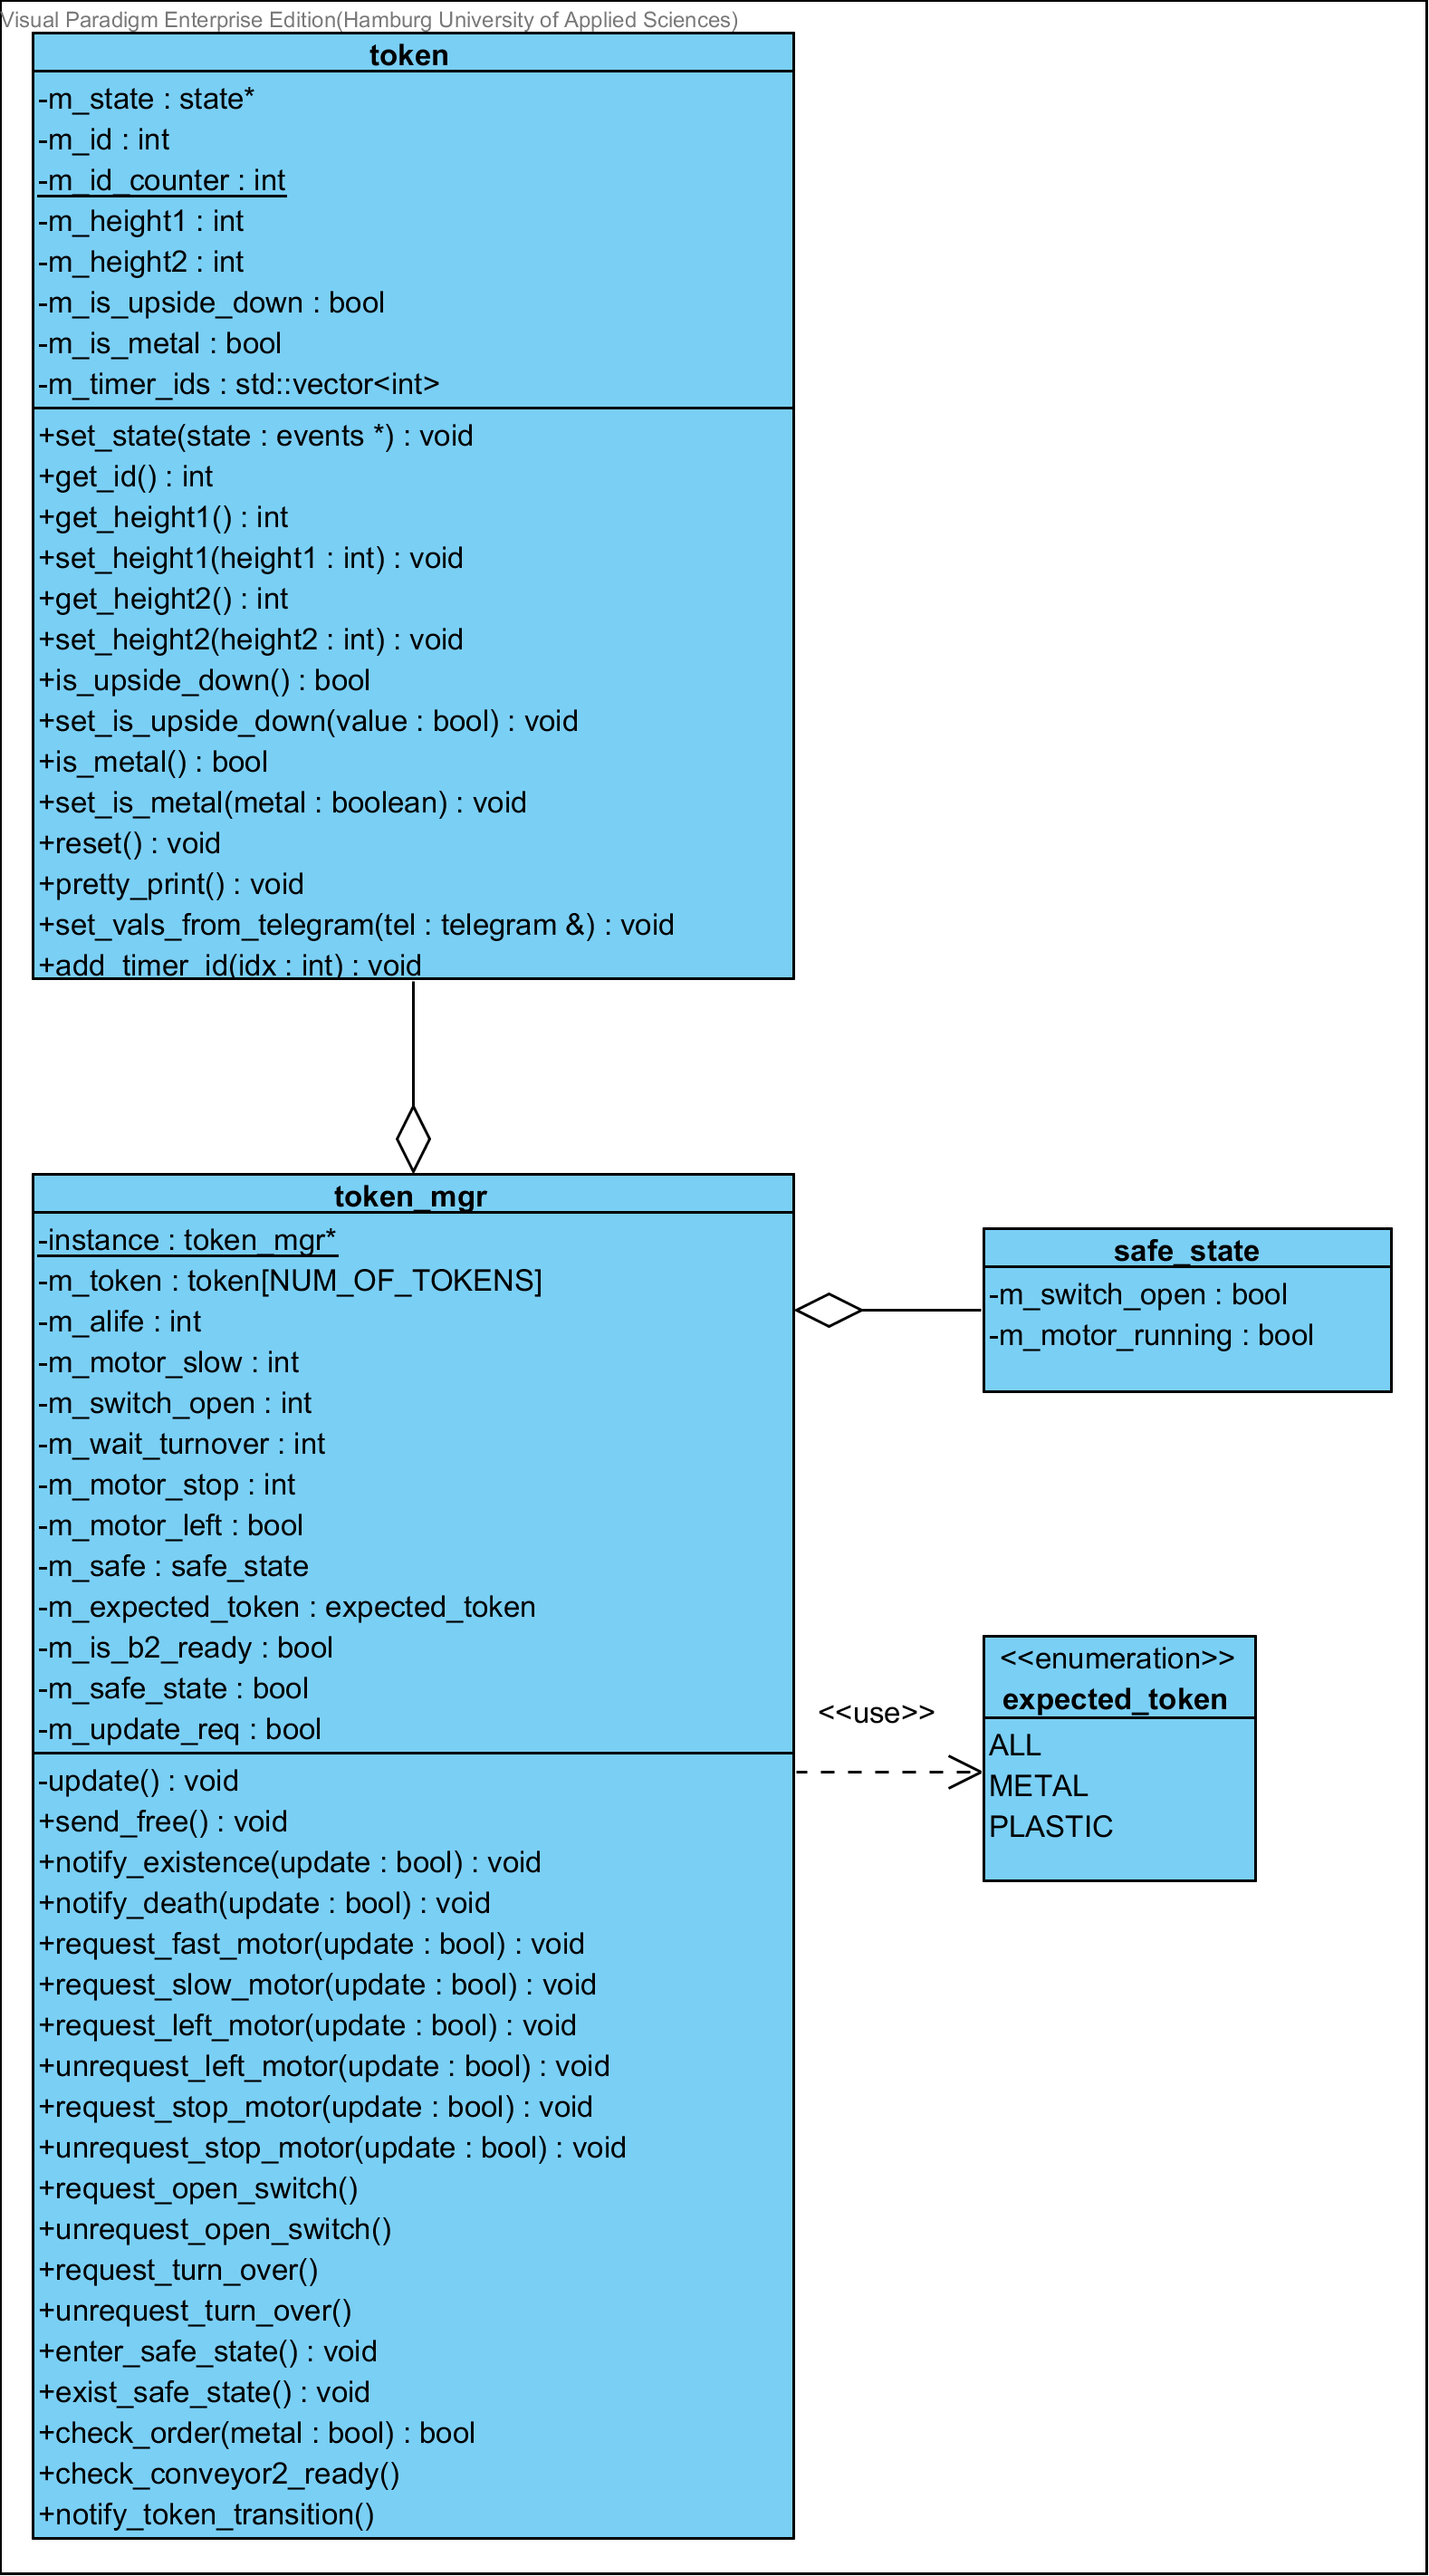 Visual Paradigm Enterprise Edition(Hamburg University of Applied Sciences)
token
-m_state : state*
-m_id : int
-m_id_counter : int
-m_height1 : int
-m_height2 : int
-m_is_upside_down : bool
-m_is_metal : bool
-m_timer_ids : std::vector<int>
+set_state(state : events *) : void
+get_id() : int
+get_height1() : int
+set_height1(height1 : int) : void
+get_height2() : int
+set_height2(height2 : int) : void
+is_upside_down() : bool
+set_is_upside_down(value : bool) : void
+is_metal() : bool
+set_is_metal(metal : boolean) : void
+reset() : void
+pretty_print() : void
+set_vals_from_telegram(tel : telegram &) : void
+add_timer_id(idx : int) : void
token_mgr
-instance : token_mgr*
-m_token : token[NUM_OF_TOKENS]
-m_alife : int
-m_motor_slow : int
-m_switch_open : int
-m_wait_turnover : int
-m_motor_stop : int
-m_motor_left : bool
-m_safe : safe_state
-m_expected_token : expected_token
-m_is_b2_ready : bool
-m_safe_state : bool
-m_update_req : bool
-update() : void
+send_free() : void
+notify_existence(update : bool) : void
+notify_death(update : bool) : void
+request_fast_motor(update : bool) : void
+request_slow_motor(update : bool) : void
+request_left_motor(update : bool) : void
+unrequest_left_motor(update : bool) : void
+request_stop_motor(update : bool) : void
+unrequest_stop_motor(update : bool) : void
+request_open_switch()
+unrequest_open_switch()
+request_turn_over()
+unrequest_turn_over()
+enter_safe_state() : void
+exist_safe_state() : void
+check_order(metal : bool) : bool
+check_conveyor2_ready()
+notify_token_transition()
safe_state
-m_switch_open : bool
-m_motor_running : bool
<<use>>
<<enumeration>>
expected_token
ALL
METAL
PLASTIC